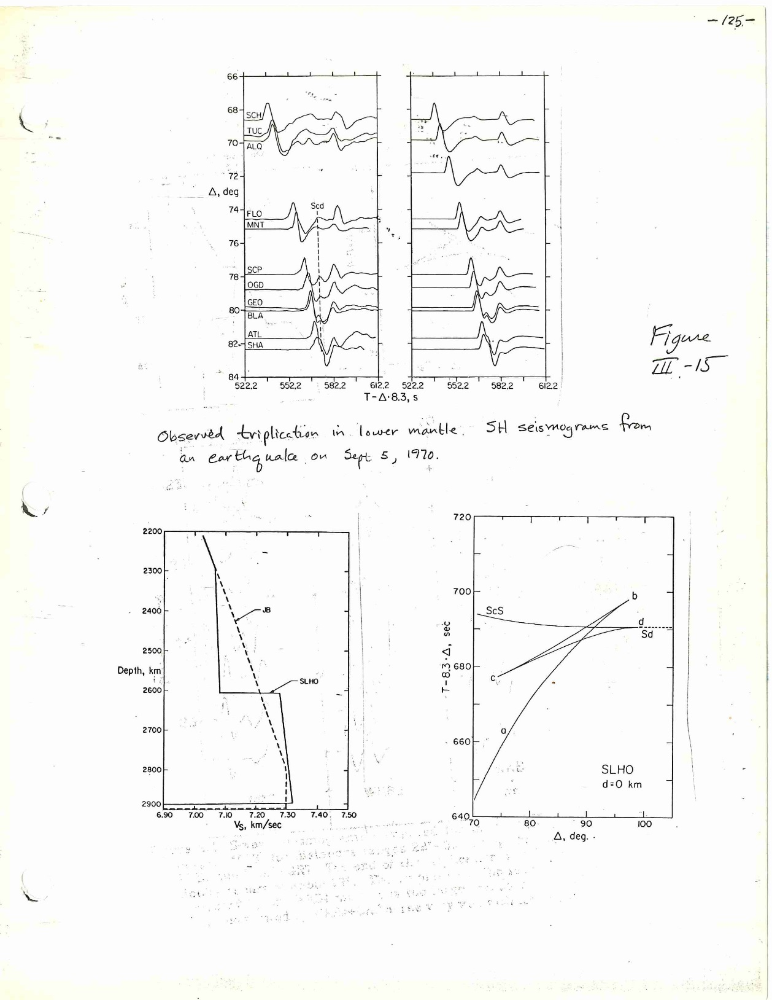 -125.-
66
68
70
72
Δ, deg
74
76
78
80
82
84
SCH
TUC
ALQ
FLO
MNT
SCP
OGD
GEO
BLA
ATL
SHA
Scd
522.2 552.2 582.2 612.2
522.2 552.2 582.2 612.2
T-Δ·8.3, s
Figure
III.-15
Observed triplication in lower mantle. SH seismograms from
an earthquake on Sept 5, 1970.
2200
2300
2400
2500
Depth, km
2600
2700
2800
2900
JB
SLHO
6.90 7.00 7.10 7.20 7.30 7.40 7.50
Vs, km/sec
720
700
680
660
640
T-8.3·Δ, sec
ScS
b
d
Sd
c
a
SLHO
d=0 km
70 80 90 100
Δ, deg.